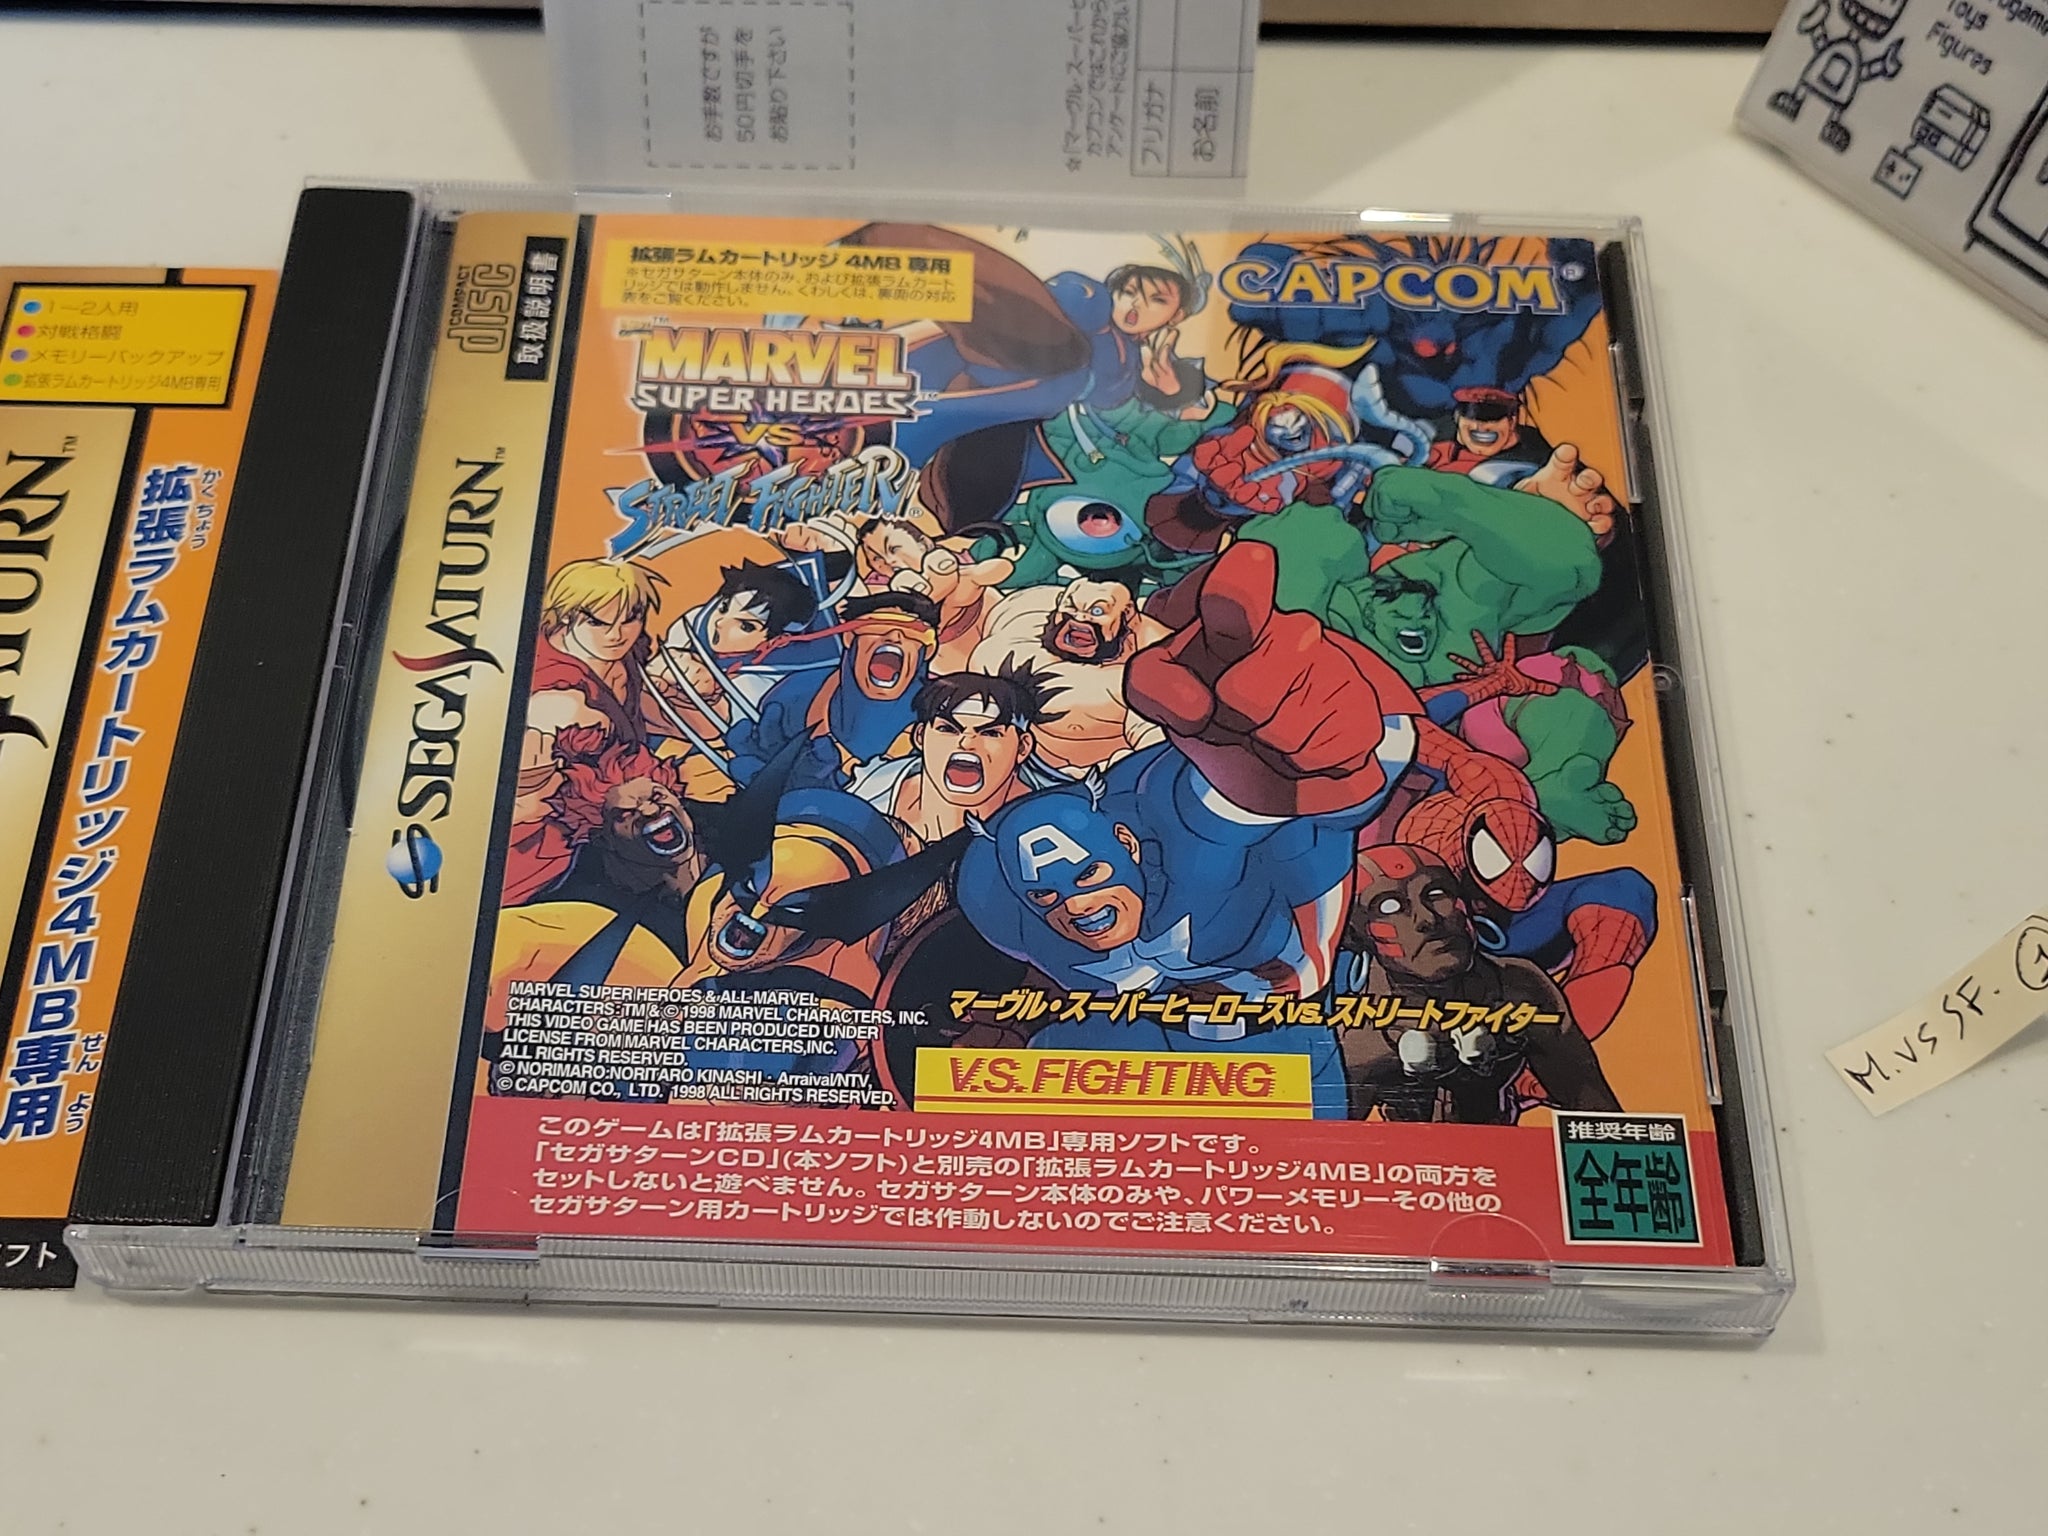 お手数ですが
50円切手を
お貼り下さい
フリガナ
お名前
Toys
Figures
1～2人用
対戦格闘
メモリーバックアップ
拡張ラムカートリッジ4MB専用
拡張ラムカートリッジ4MB専用
かくちょう
せんよう
COMPACT
disc
取扱説明書
SEGA SATURN™
拡張ラムカートリッジ 4MB 専用
※セガサターン本体のみ、および拡張ラムカート
リッジでは動作しません。くわしくは、裏面の対応
表をご覧ください。
CAPCOM®
MARVEL
SUPER HEROES
VS.
STREET FIGHTER®
A
MARVEL SUPER HEROES & ALL MARVEL
CHARACTERS: TM & © 1998 MARVEL CHARACTERS, INC.
THIS VIDEO GAME HAS BEEN PRODUCED UNDER
LICENSE FROM MARVEL CHARACTERS,INC.
ALL RIGHTS RESERVED.
© NORIMARO:NORITARO KINASHI・Arraival/NTV,
© CAPCOM CO., LTD. 1998 ALL RIGHTS RESERVED.
マーヴル・スーパーヒーローズVS.ストリートファイター
V.S.FIGHTING
このゲームは「拡張ラムカートリッジ4MB」専用ソフトです。
「セガサターンCD」(本ソフト)と別売の「拡張ラムカートリッジ4MB」の両方を
セットしないと遊べません。セガサターン本体のみや、パワーメモリーその他の
セガサターン用カートリッジでは作動しないのでご注意ください。
推奨年齢
全年齢
M. VS SF. 1